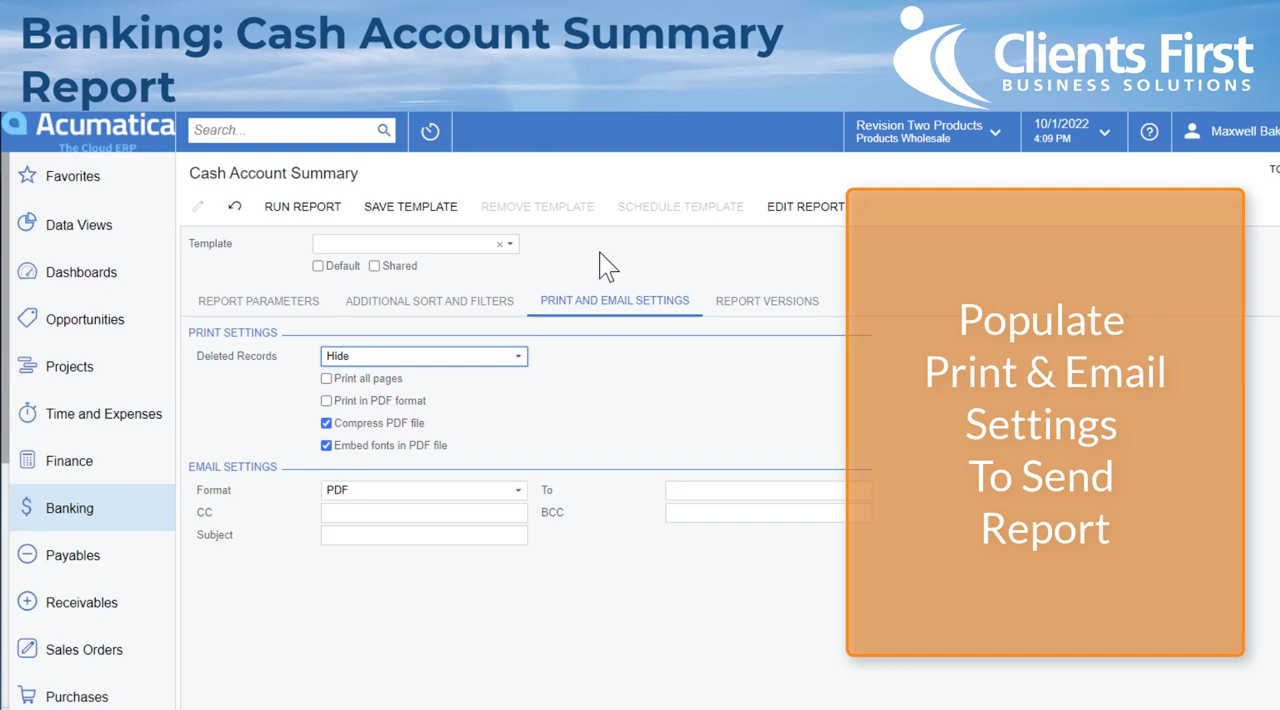 Banking: Cash Account Summary
Report
Clients First
BUSINESS SOLUTIONS
Acumatica
The Cloud ERP
Search...
Revision Two Products
Products Wholesale
10/1/2022
4:09 PM
Maxwell Bak
Favorites
Data Views
Dashboards
Opportunities
Projects
Time and Expenses
Finance
Banking
Payables
Receivables
Sales Orders
Purchases
Cash Account Summary
TO
RUN REPORT
SAVE TEMPLATE
REMOVE TEMPLATE
SCHEDULE TEMPLATE
EDIT REPORT
Template
Default
Shared
REPORT PARAMETERS
ADDITIONAL SORT AND FILTERS
PRINT AND EMAIL SETTINGS
REPORT VERSIONS
PRINT SETTINGS
Deleted Records
Hide
Print all pages
Print in PDF format
Compress PDF file
Embed fonts in PDF file
EMAIL SETTINGS
Format
PDF
To
CC
BCC
Subject
Populate
Print & Email
Settings
To Send
Report